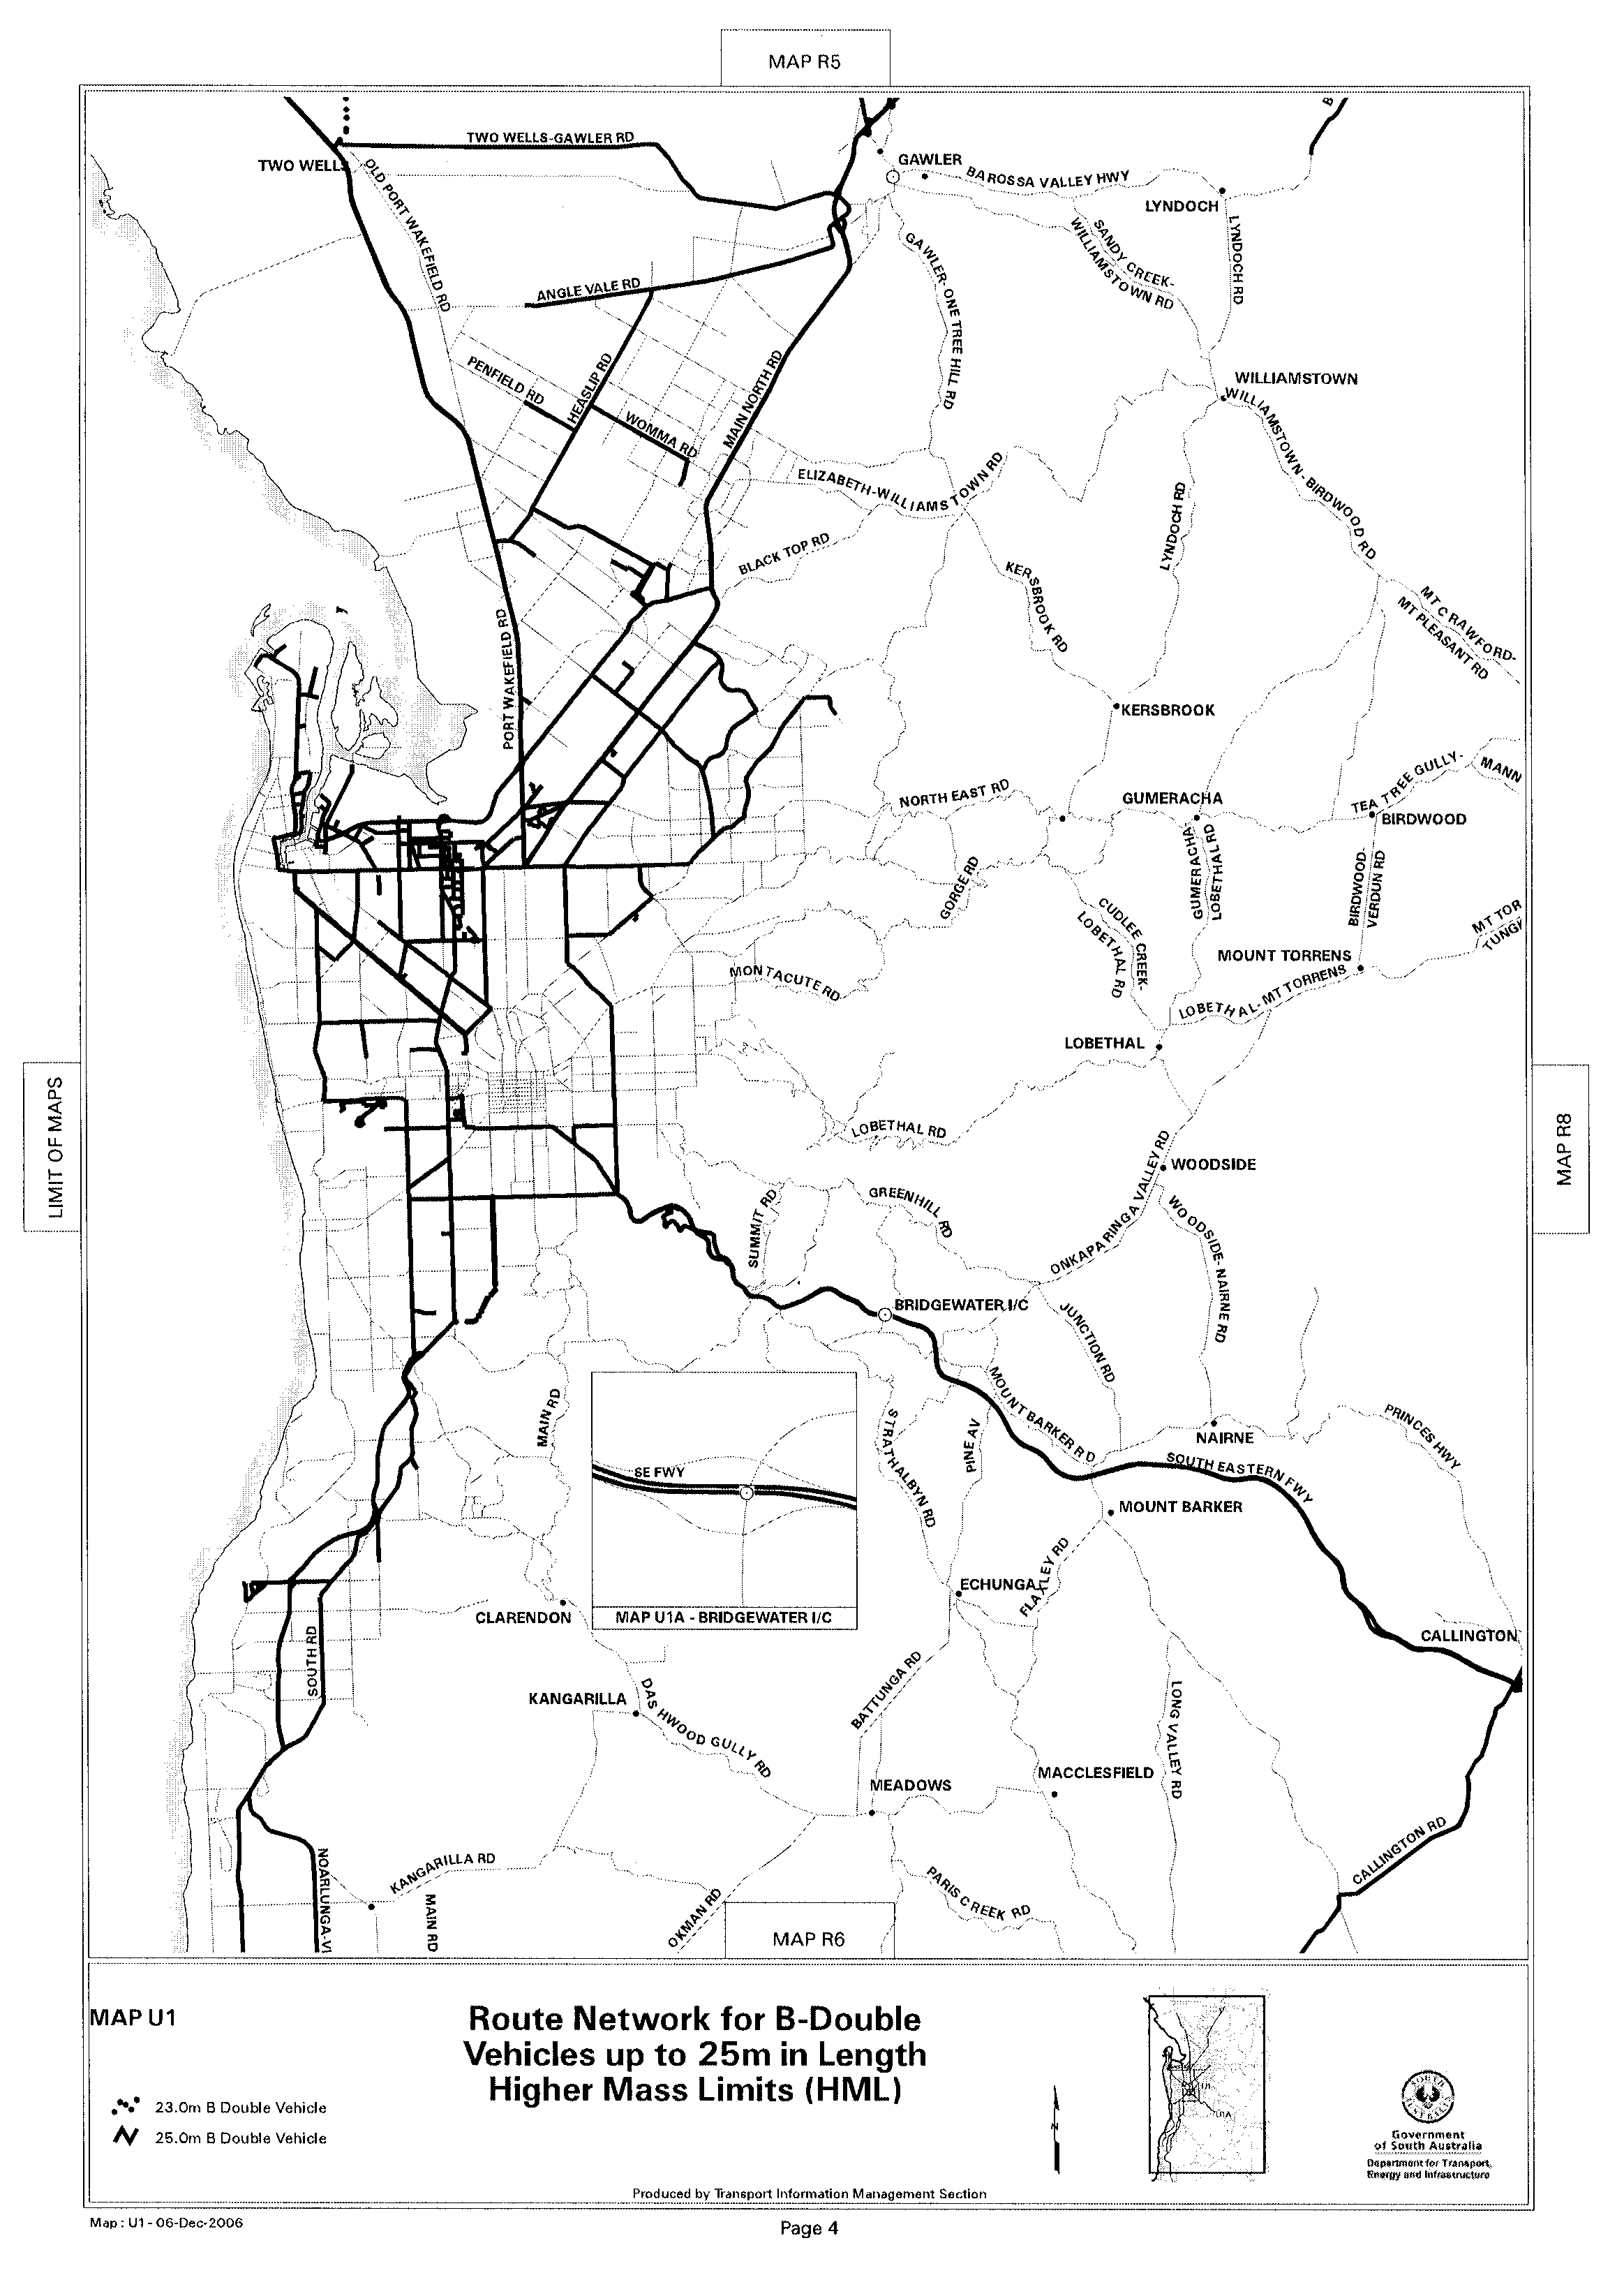 MAP R5
TWO WELLS-GAWLER RD
TWO WELLS
OLD PORT WAKEFIELD RD
GAWLER
BAROSSA VALLEY HWY
LYNDOCH
LYNDOCH RD
SANDY CREEK-
WILLIAMSTOWN RD
GAWLER-ONE TREE HILL RD
ANGLE VALE RD
PENFIELD RD
HEASLIP RD
WOMMA RD
MAIN NORTH RD
WILLIAMSTOWN
WILLIAMSTOWN-BIRDWOOD RD
ELIZABETH-WILLIAMSTOWN RD
LYNDOCH RD
BLACK TOP RD
KERSBROOK RD
MT CRAWFORD-
MT PLEASANT RD
PORT WAKEFIELD RD
KERSBROOK
NORTH EAST RD
GUMERACHA
TEA TREE GULLY-
MANN
BIRDWOOD
GORGE RD
GUMERACHA
LOBETHAL RD
BIRDWOOD-
VERDUN RD
CUDLEE CREEK-
LOBETHAL RD
MT TOR
TUNGK
MOUNT TORRENS
MONTACUTE RD
LOBETHAL-MT TORRENS
LOBETHAL
LIMIT OF MAPS
MAP R8
LOBETHAL RD
WOODSIDE
ONKAPARINGA VALLEY RD
GREENHILL RD
SUMMIT RD
WOODSIDE-NAIRNE RD
BRIDGEWATER I/C
JUNCTION RD
MAIN RD
STRATHALBYN RD
PINE AV
MOUNT BARKER RD
NAIRNE
PRINCES HWY
SE FWY
SOUTH EASTERN FWY
MOUNT BARKER
ECHUNGA
FLAXLEY RD
CLARENDON
MAP U1A - BRIDGEWATER I/C
CALLINGTON
SOUTH RD
KANGARILLA
DASHWOOD GULLY RD
BATTUNGA RD
LONG VALLEY RD
MEADOWS
MACCLESFIELD
CALLINGTON RD
NOARLUNGA-VI
KANGARILLA RD
MAIN RD
OKMAN RD
PARIS CREEK RD
MAP R6
MAP U1
Route Network for B-Double
Vehicles up to 25m in Length
Higher Mass Limits (HML)
23.0m B Double Vehicle
25.0m B Double Vehicle
N
U1A
Government
of South Australia
Department for Transport,
Energy and Infrastructure
Produced by Transport Information Management Section
Map : U1 - 06-Dec-2006
Page 4